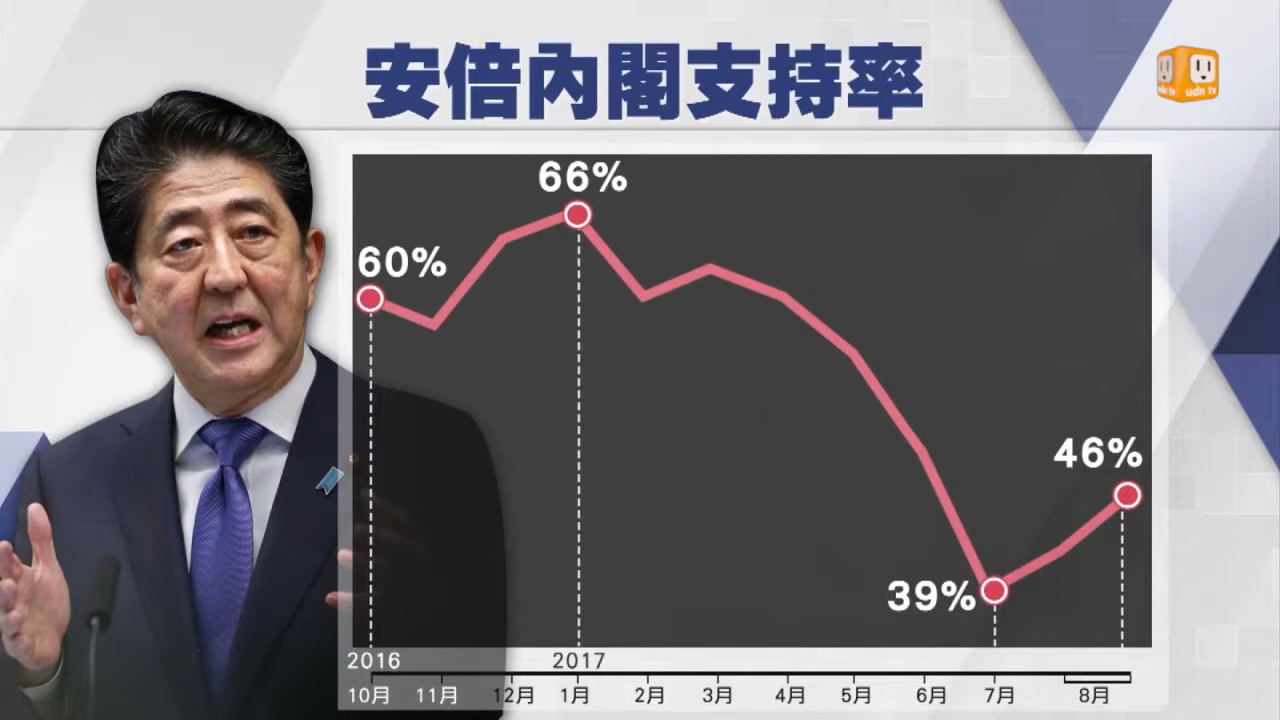 安倍內閣支持率
udn tv
66%
60%
46%
39%
2016 2017
10月 11月 12月 1月 2月 3月 4月 5月 6月 7月 8月